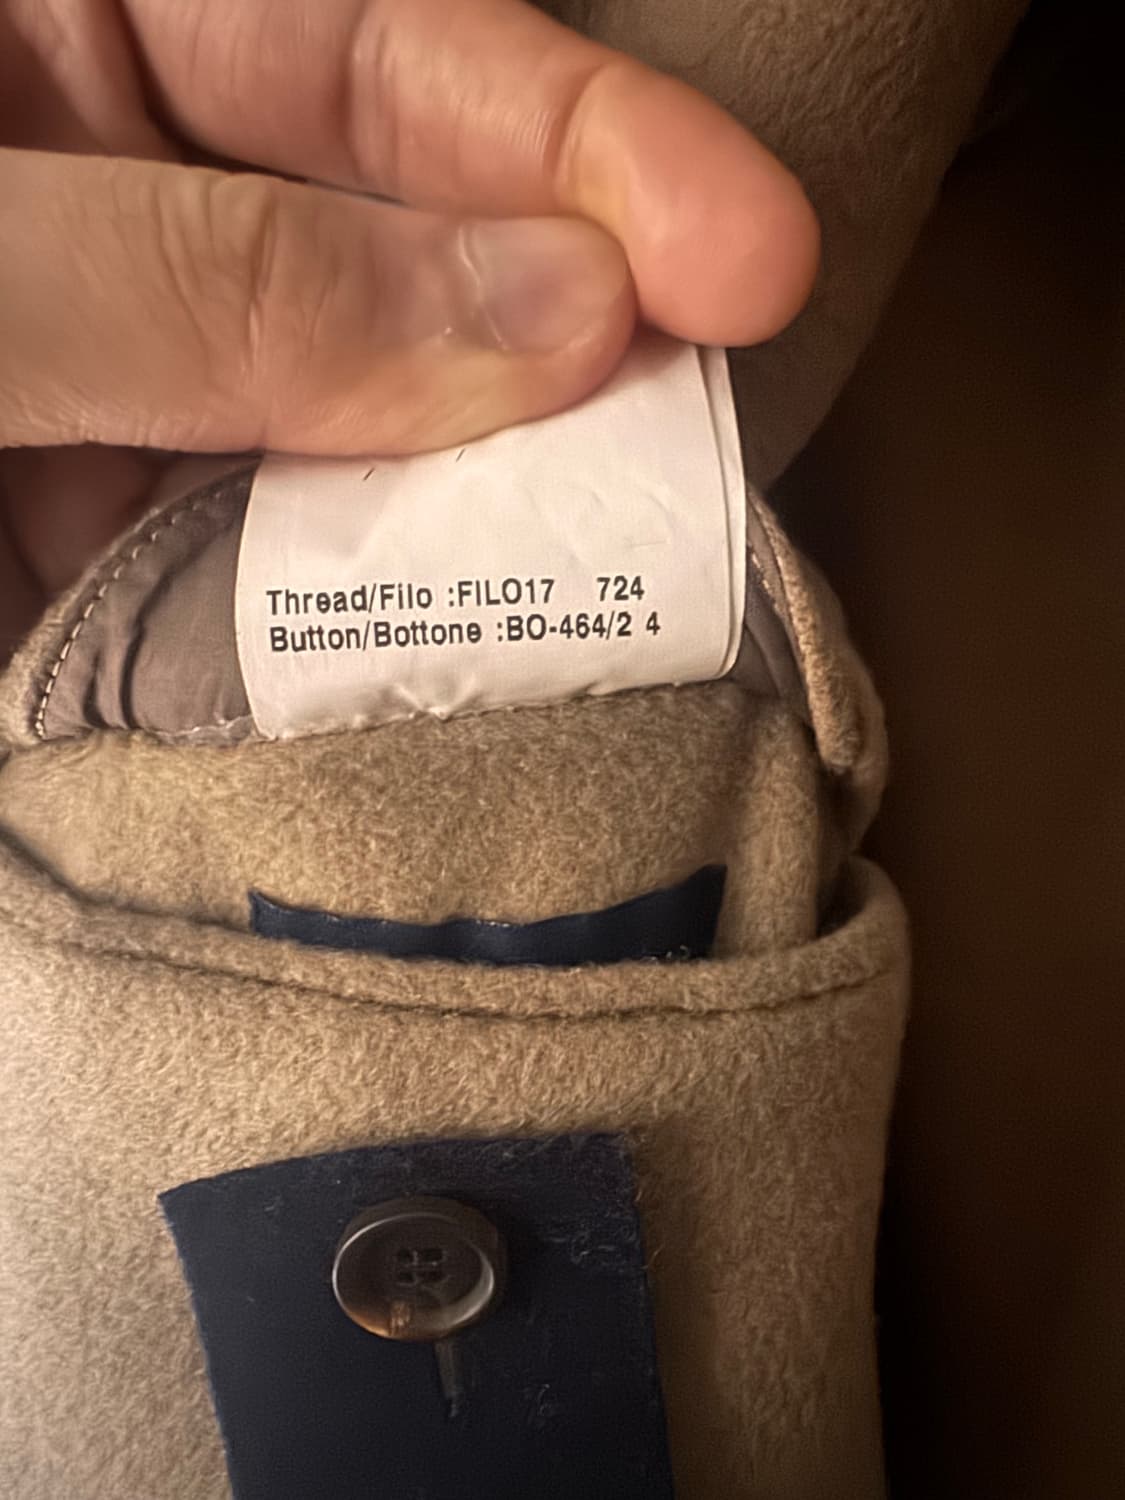 Thread/Filo :FILO17 724
Button/Bottone :BO-464/2 4